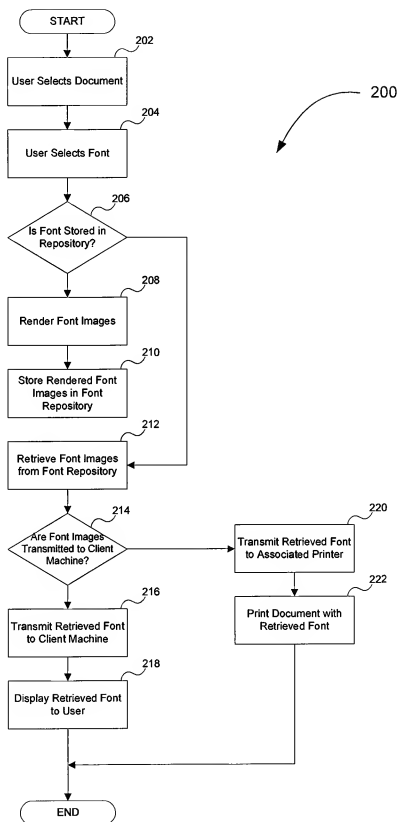 START
202
User Selects Document
204
User Selects Font
200
206
Is Font Stored in
Repository?
208
Render Font Images
210
Store Rendered Font
Images in Font
Repository
212
Retrieve Font Images
from Font Repository
214
Are Font Images
Transmitted to Client
Machine?
220
Transmit Retrieved Font
to Associated Printer
216
Transmit Retrieved Font
to Client Machine
222
Print Document with
Retrieved Font
218
Display Retrieved Font
to User
END